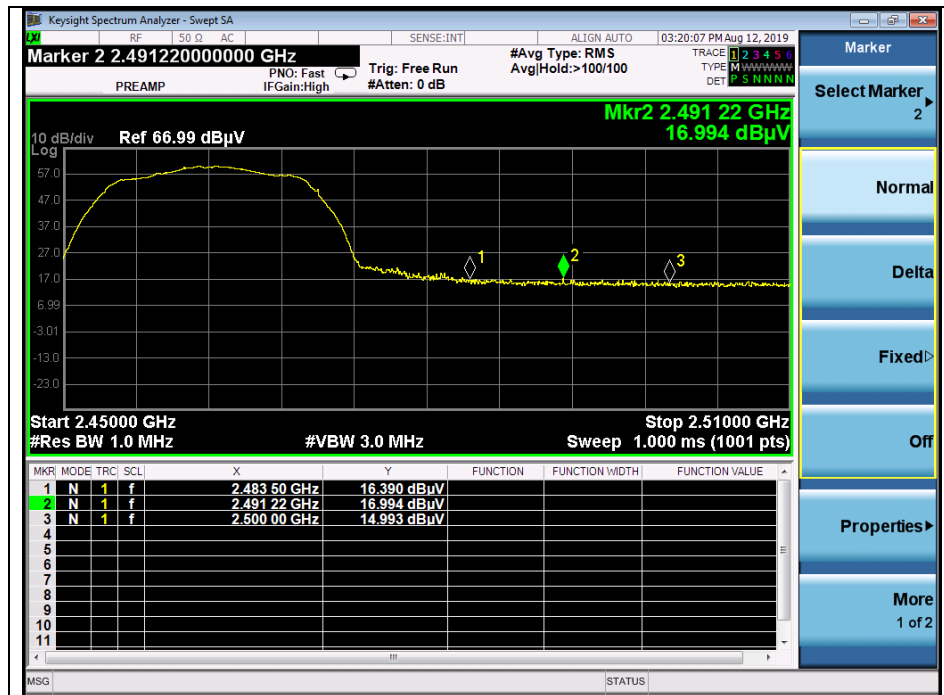 Keysight Spectrum Analyzer - Swept SA
LXI RF 50 Ω AC SENSE:INT ALIGN AUTO 03:20:07 PM Aug 12, 2019
Marker 2 2.491220000000 GHz
PREAMP
PNO: Fast
IFGain:High
Trig: Free Run
#Atten: 0 dB
#Avg Type: RMS
Avg|Hold:>100/100
TRACE 1 2 3 4 5 6
TYPE M W W W W W
DET P S N N N N
Mkr2 2.491 22 GHz
16.994 dBµV
10 dB/div Ref 66.99 dBµV
Log
57.0
47.0
37.0
27.0
17.0
6.99
-3.01
-13.0
-23.0
1
2
3
Start 2.45000 GHz Stop 2.51000 GHz
#Res BW 1.0 MHz #VBW 3.0 MHz Sweep 1.000 ms (1001 pts)
MKR MODE TRC SCL X Y FUNCTION FUNCTION WIDTH FUNCTION VALUE
1 N 1 f 2.483 50 GHz 16.390 dBµV
2 N 1 f 2.491 22 GHz 16.994 dBµV
3 N 1 f 2.500 00 GHz 14.993 dBµV
4
5
6
7
8
9
10
11
MSG STATUS
Marker
Select Marker
2
Normal
Delta
Fixed
Off
Properties
More
1 of 2